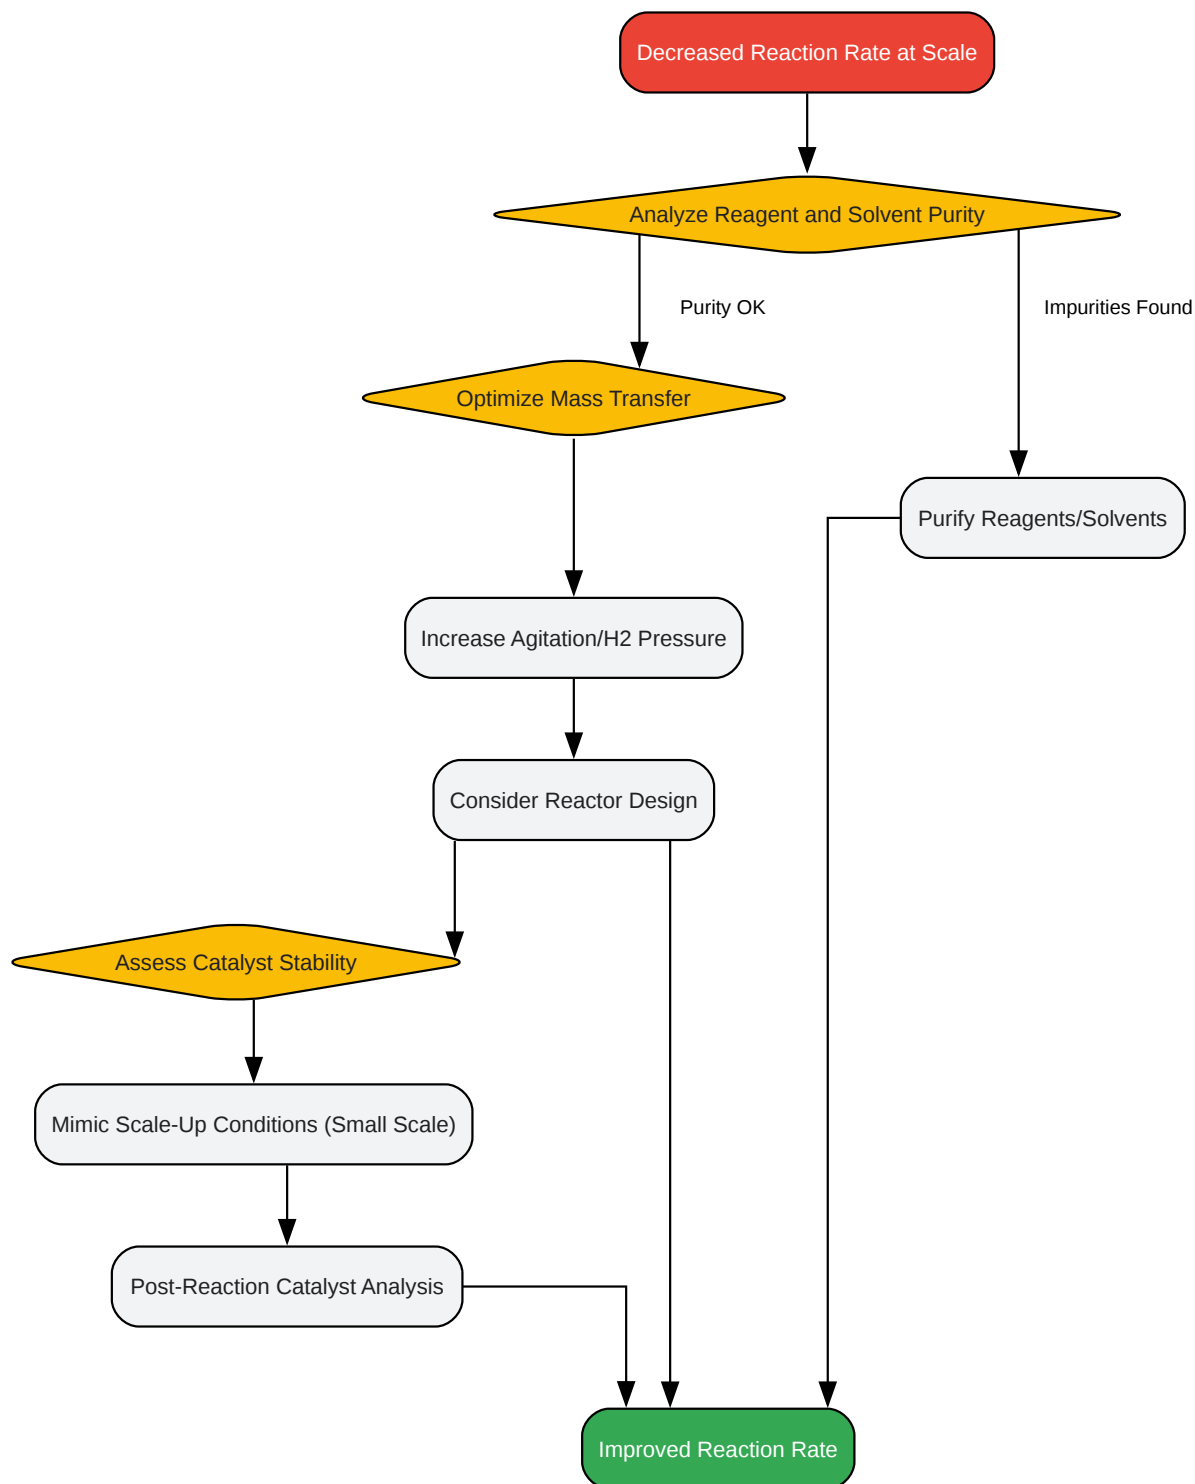 Decreased Reaction Rate at Scale
Analyze Reagent and Solvent Purity
Purity OK
Impurities Found
Optimize Mass Transfer
Purify Reagents/Solvents
Increase Agitation/H2 Pressure
Consider Reactor Design
Assess Catalyst Stability
Mimic Scale-Up Conditions (Small Scale)
Post-Reaction Catalyst Analysis
Improved Reaction Rate